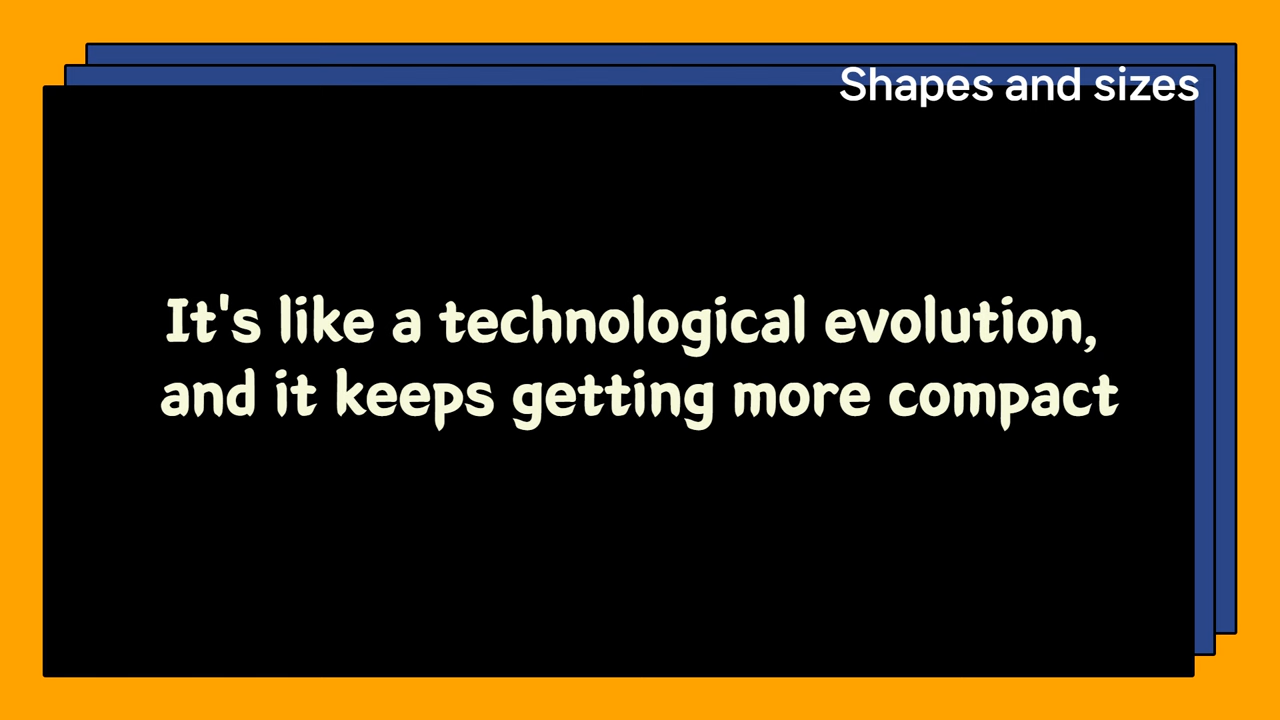 Shapes and sizes
It's like a technological evolution,
and it keeps getting more compact